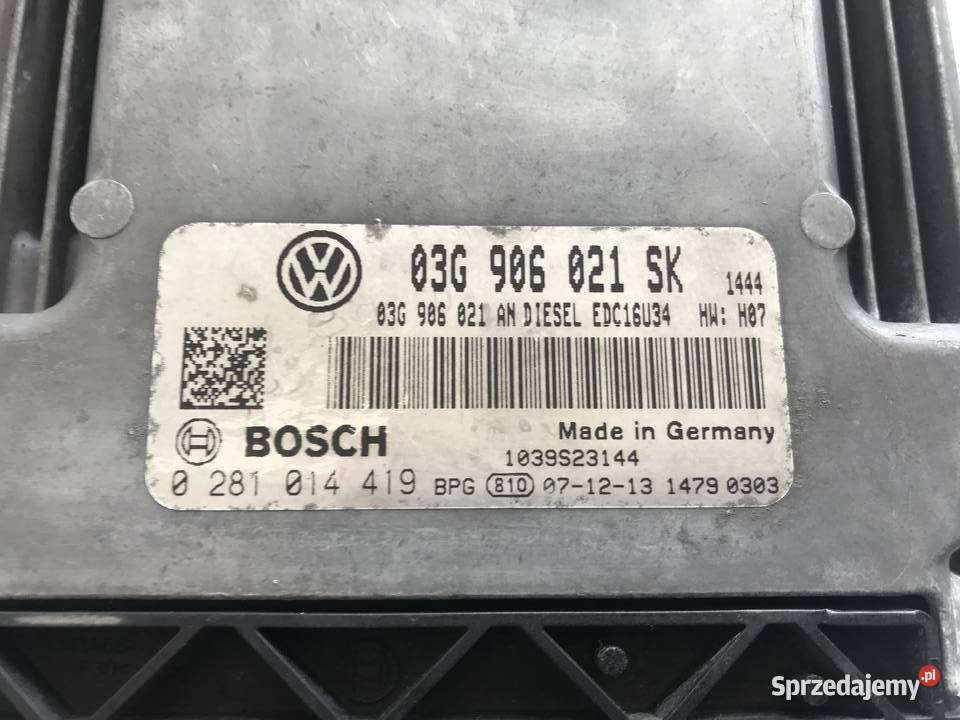 03G 906 021 SK 1444
03G 906 021 AN DIESEL EDC16U34 HW: H07
BOSCH Made in Germany
1039S23144
0 281 014 419 BPG 810 07-12-13 1479 0303
Sprzedajemy.pl